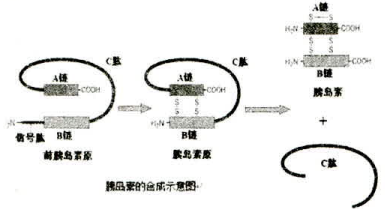 A链
S S
H₂N COOH
S S
S S
H₂N COOH
B链
胰岛素
+
C肽
C肽
A链
COOH
₂N
信号肽
B链
前胰岛素原
C肽
A链
COOH
S S
S S
H₂N
B链
胰岛素原
胰岛素的合成示意图